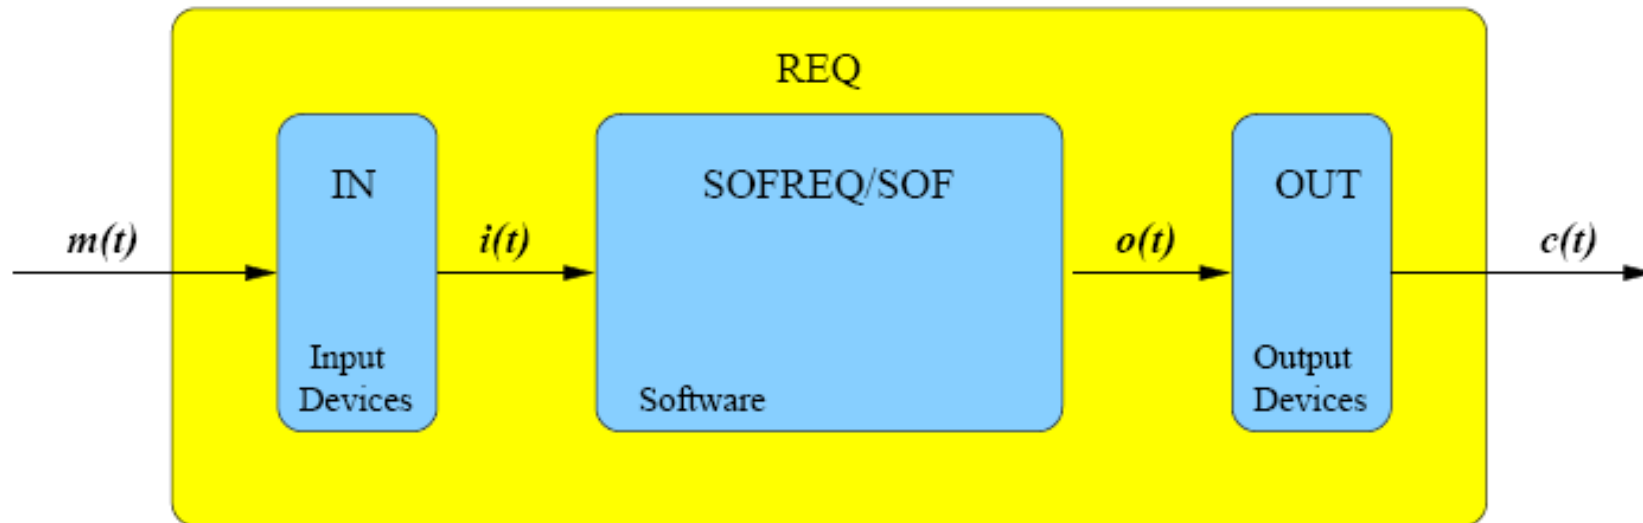 REQ
IN
SOFREQ/SOF
OUT
m(t)
i(t)
o(t)
c(t)
Input
Devices
Software
Output
Devices